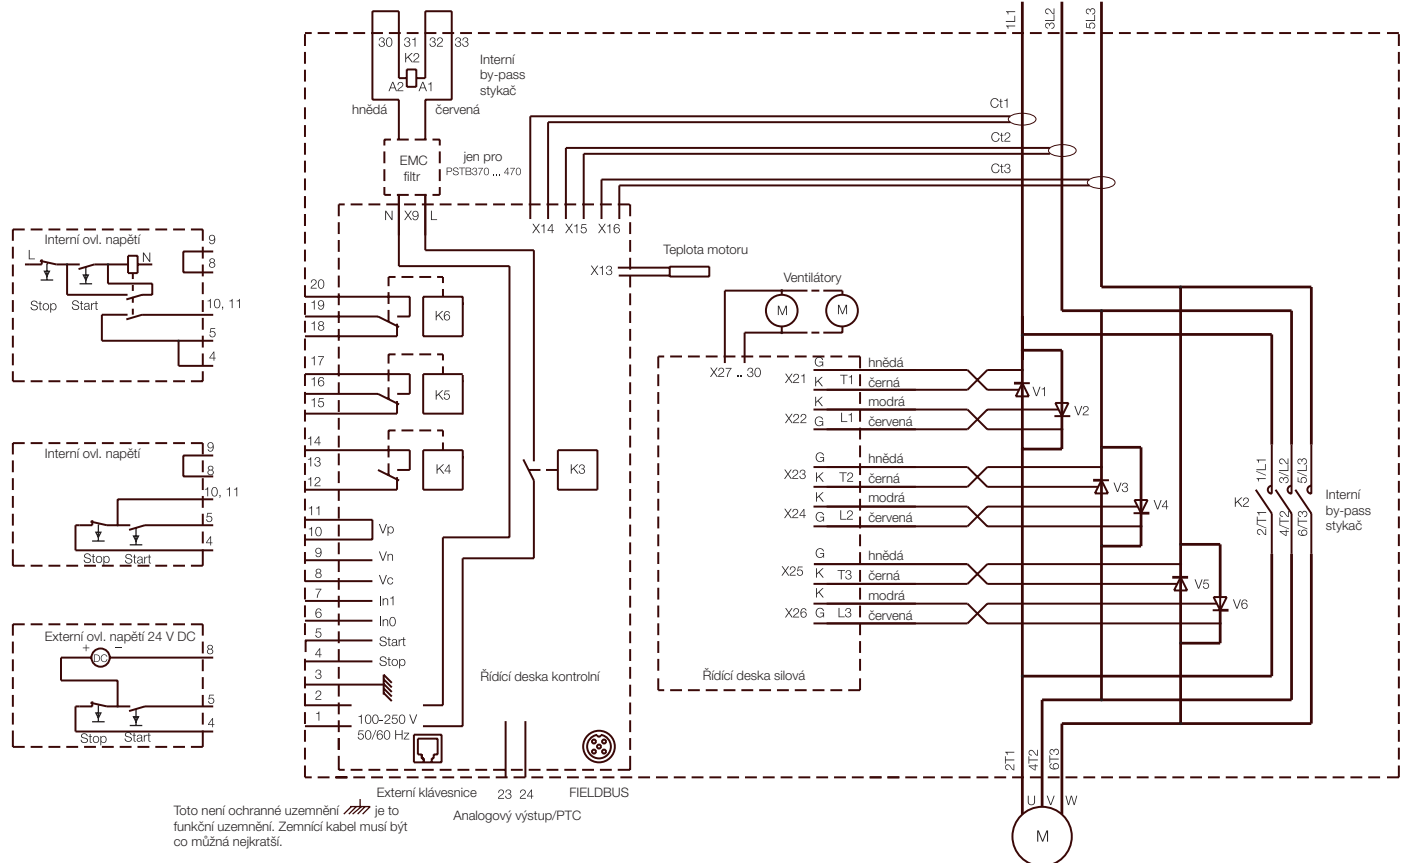 1L1
3L2
5L3
30 31 32 33
K2
A2 A1
Interní
by-pass
stykač
hnědá červená
EMC
filtr
jen pro
PSTB370 ... 470
Ct1
Ct2
Ct3
N X9 L
X14 X15 X16
X13
Teplota motoru
Ventilátory
M M
X27 .. 30
Interní ovl. napětí
L N
Stop Start
9
8
10, 11
5
4
Interní ovl. napětí
Stop Start
9
8
10, 11
5
4
Externí ovl. napětí 24 V DC
+ −
DC
Stop Start
8
5
4
20
19
18
K6
17
16
15
K5
14
13
12
K4
K3
11
10
Vp
9 Vn
8 Vc
7 In1
6 In0
5 Start
4 Stop
3
2
1
100-250 V
50/60 Hz
Řídící deska kontrolní
Externí klávesnice
23 24
FIELDBUS
Analogový výstup/PTC
X21 G hnědá
K T1 černá
K modrá
X22 G L1 červená
X23 G hnědá
K T2 černá
K modrá
X24 G L2 červená
X25 G hnědá
K T3 černá
K modrá
X26 G L3 červená
Řídící deska silová
V1
V2
V3
V4
V5
V6
K2
1/L1
3/L2
5/L3
2/T1
4/T2
6/T3
Interní
by-pass
stykač
2T1
4T2
6T3
U V W
M
Toto není ochranné uzemnění je to
funkční uzemnění. Zemnící kabel musí být
co můžná nejkratší.